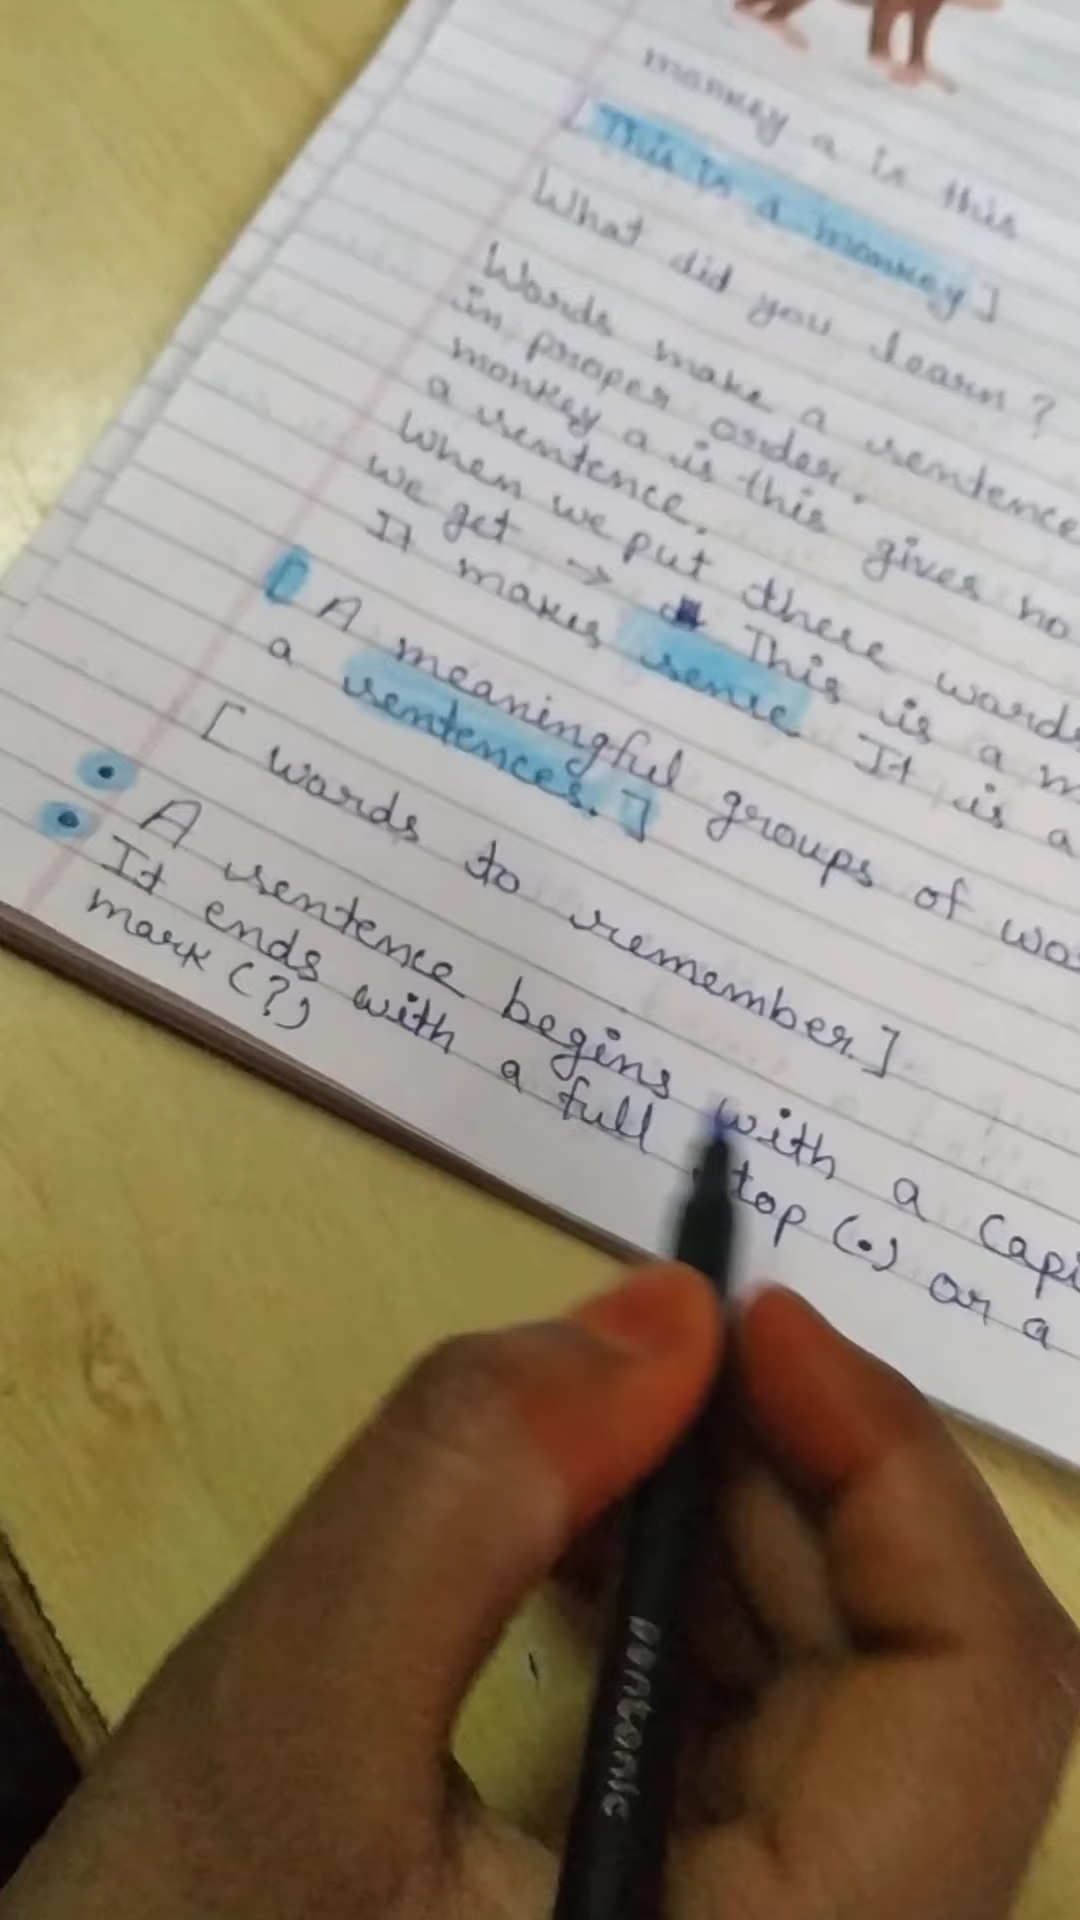 monkey a is this
[This is a monkey]
What did you learn ?
Words make a sentence
in proper order.
monkey a is this gives no
a sentence.
When we put these words
we get → This is a m
It makes sense It is a
[ A meaningful groups of wo
a sentences.]
[ words to remember.]
• A sentence begins with a Capi
• It ends with a full stop (.) or a
mark (?)
Pentonic